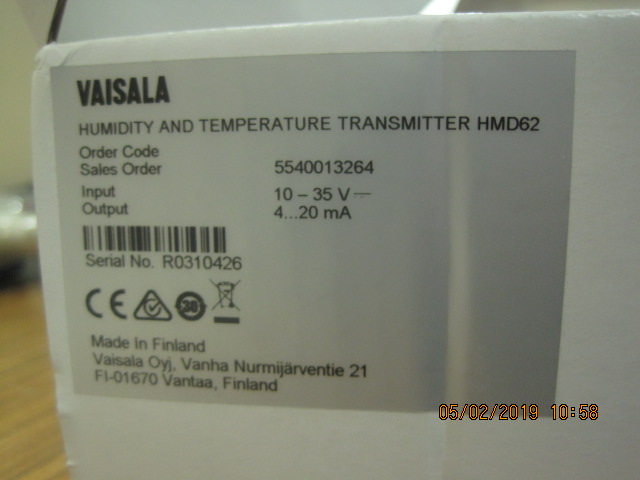 VAISALA
HUMIDITY AND TEMPERATURE TRANSMITTER HMD62
Order Code
Sales Order 5540013264
Input 10 – 35 V
Output 4...20 mA
Serial No. R0310426
CE 30
Made In Finland
Vaisala Oyj, Vanha Nurmijärventie 21
FI-01670 Vantaa, Finland
05/02/2019 10:58